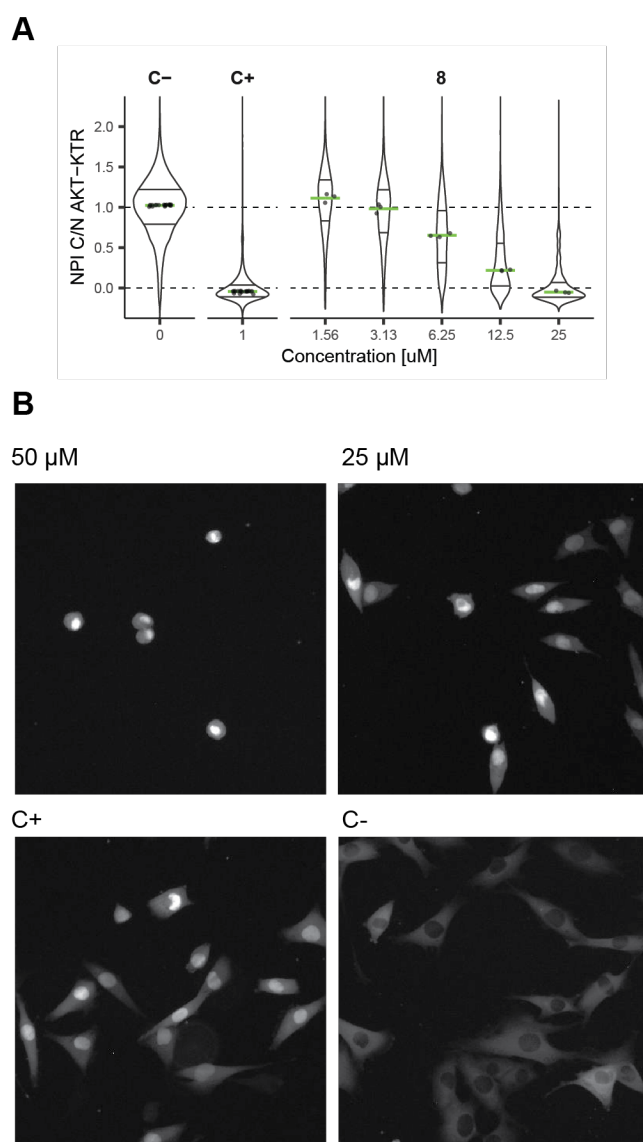 A
C− C+ 8
NPI C/N AKT−KTR
2.0
1.5
1.0
0.5
0.0
0 1 1.56 3.13 6.25 12.5 25
Concentration [uM]
B
50 µM 25 µM
C+ C-